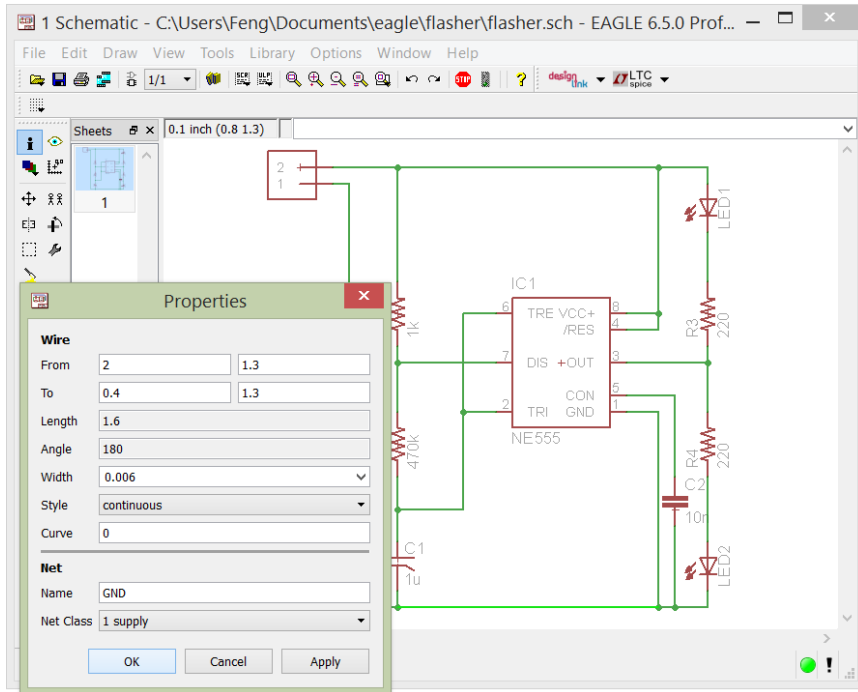 1 Schematic - C:\Users\Feng\Documents\eagle\flasher\flasher.sch - EAGLE 6.5.0 Prof...
File Edit Draw View Tools Library Options Window Help
1/1 SCR ULP STOP ? designlink LTC spice
Sheets
0.1 inch (0.8 1.3)
1
2
1
LED1
IC1
6 TRE VCC+ 8
/RES 4
1k
R3
220
7 DIS +OUT 3
CON 5
2 TRI GND 1
NE555
470k
R4
220
C2
10n
C1
1u
LED2
Properties
Wire
From 2 1.3
To 0.4 1.3
Length 1.6
Angle 180
Width 0.006
Style continuous
Curve 0
Net
Name GND
Net Class 1 supply
OK Cancel Apply